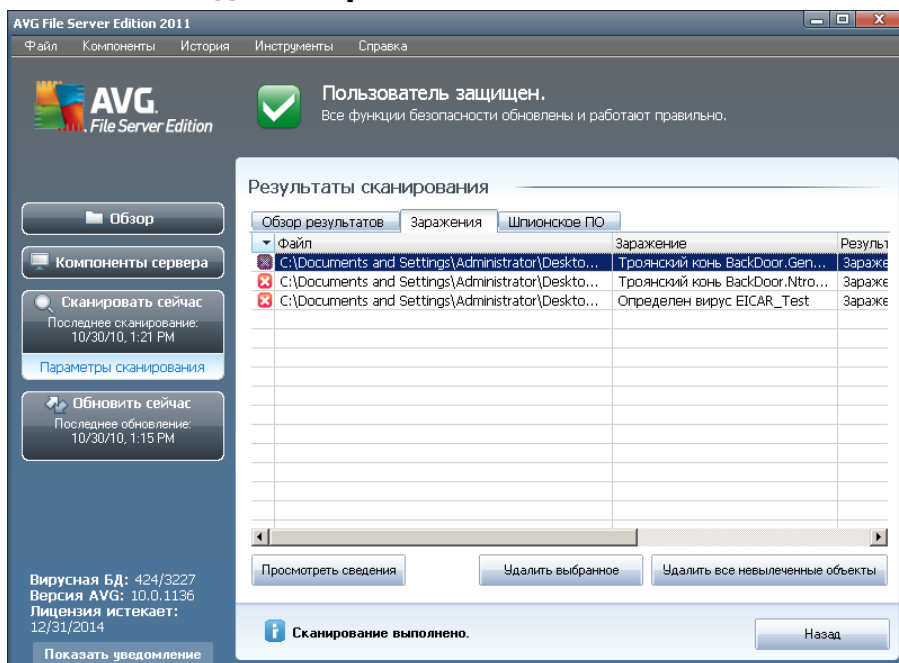 AVG File Server Edition 2011
Файл Компоненты История Инструменты Справка
AVG.
File Server Edition
Пользователь защищен.
Все функции безопасности обновлены и работают правильно.
Обзор
Компоненты сервера
Сканировать сейчас
Последнее сканирование:
10/30/10, 1:21 PM
Параметры сканирования
Обновить сейчас
Последнее обновление:
10/30/10, 1:15 PM
Вирусная БД: 424/3227
Версия AVG: 10.0.1136
Лицензия истекает:
12/31/2014
Показать уведомление
Результаты сканирования
Обзор результатов Заражения Шпионское ПО
Файл Заражение Результ
C:\Documents and Settings\Administrator\Deskto... Троянский конь BackDoor.Gen... Зараже
C:\Documents and Settings\Administrator\Deskto... Троянский конь BackDoor.Ntro... Зараже
C:\Documents and Settings\Administrator\Deskto... Определен вирус EICAR_Test Зараже
Просмотреть сведения Удалить выбранное Удалить все невылеченные объекты
Сканирование выполнено.
Назад